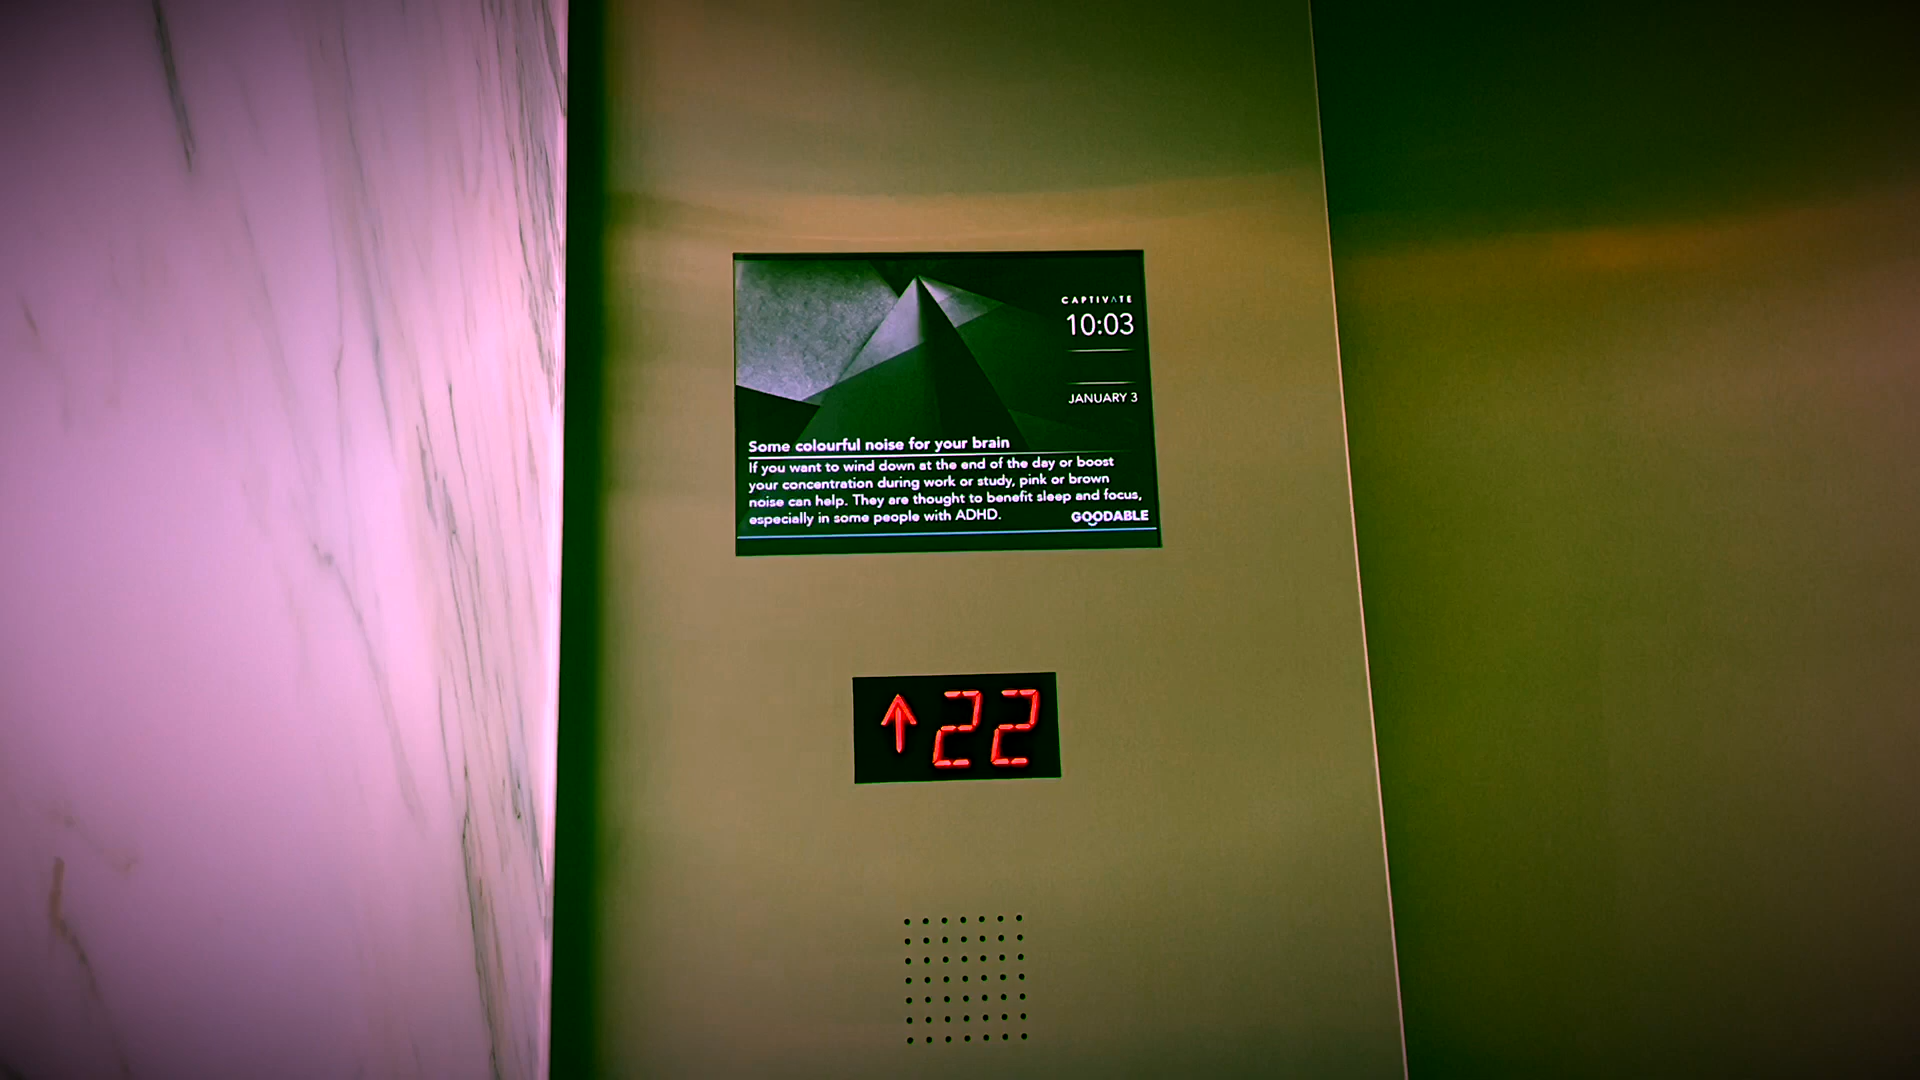 CAPTIVATE
10:03
JANUARY 3
Some colourful noise for your brain
If you want to wind down at the end of the day or boost
your concentration during work or study, pink or brown
noise can help. They are thought to benefit sleep and focus,
especially in some people with ADHD.
GOODABLE
↑22